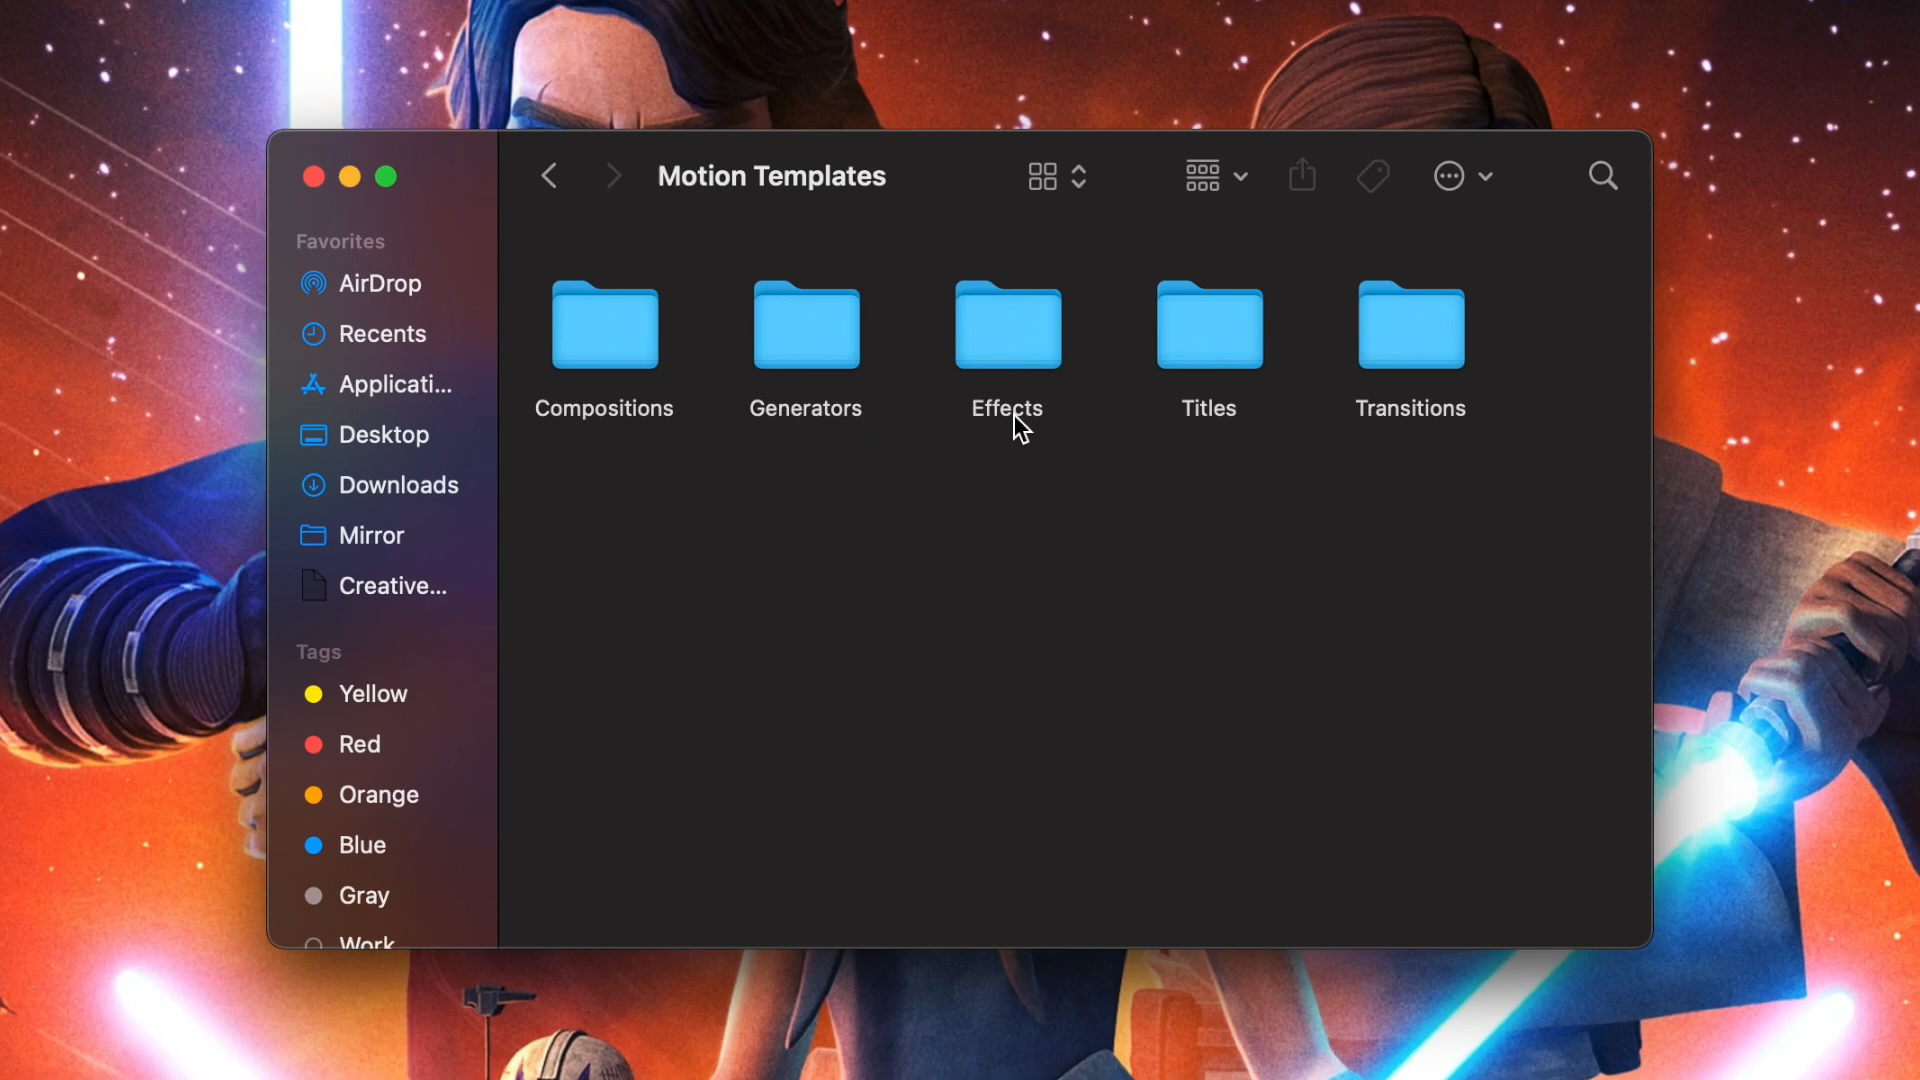 Motion Templates
Favorites
AirDrop
Recents
Applicati...
Desktop
Downloads
Mirror
Creative...
Tags
Yellow
Red
Orange
Blue
Gray
Work
Compositions
Generators
Effects
Titles
Transitions